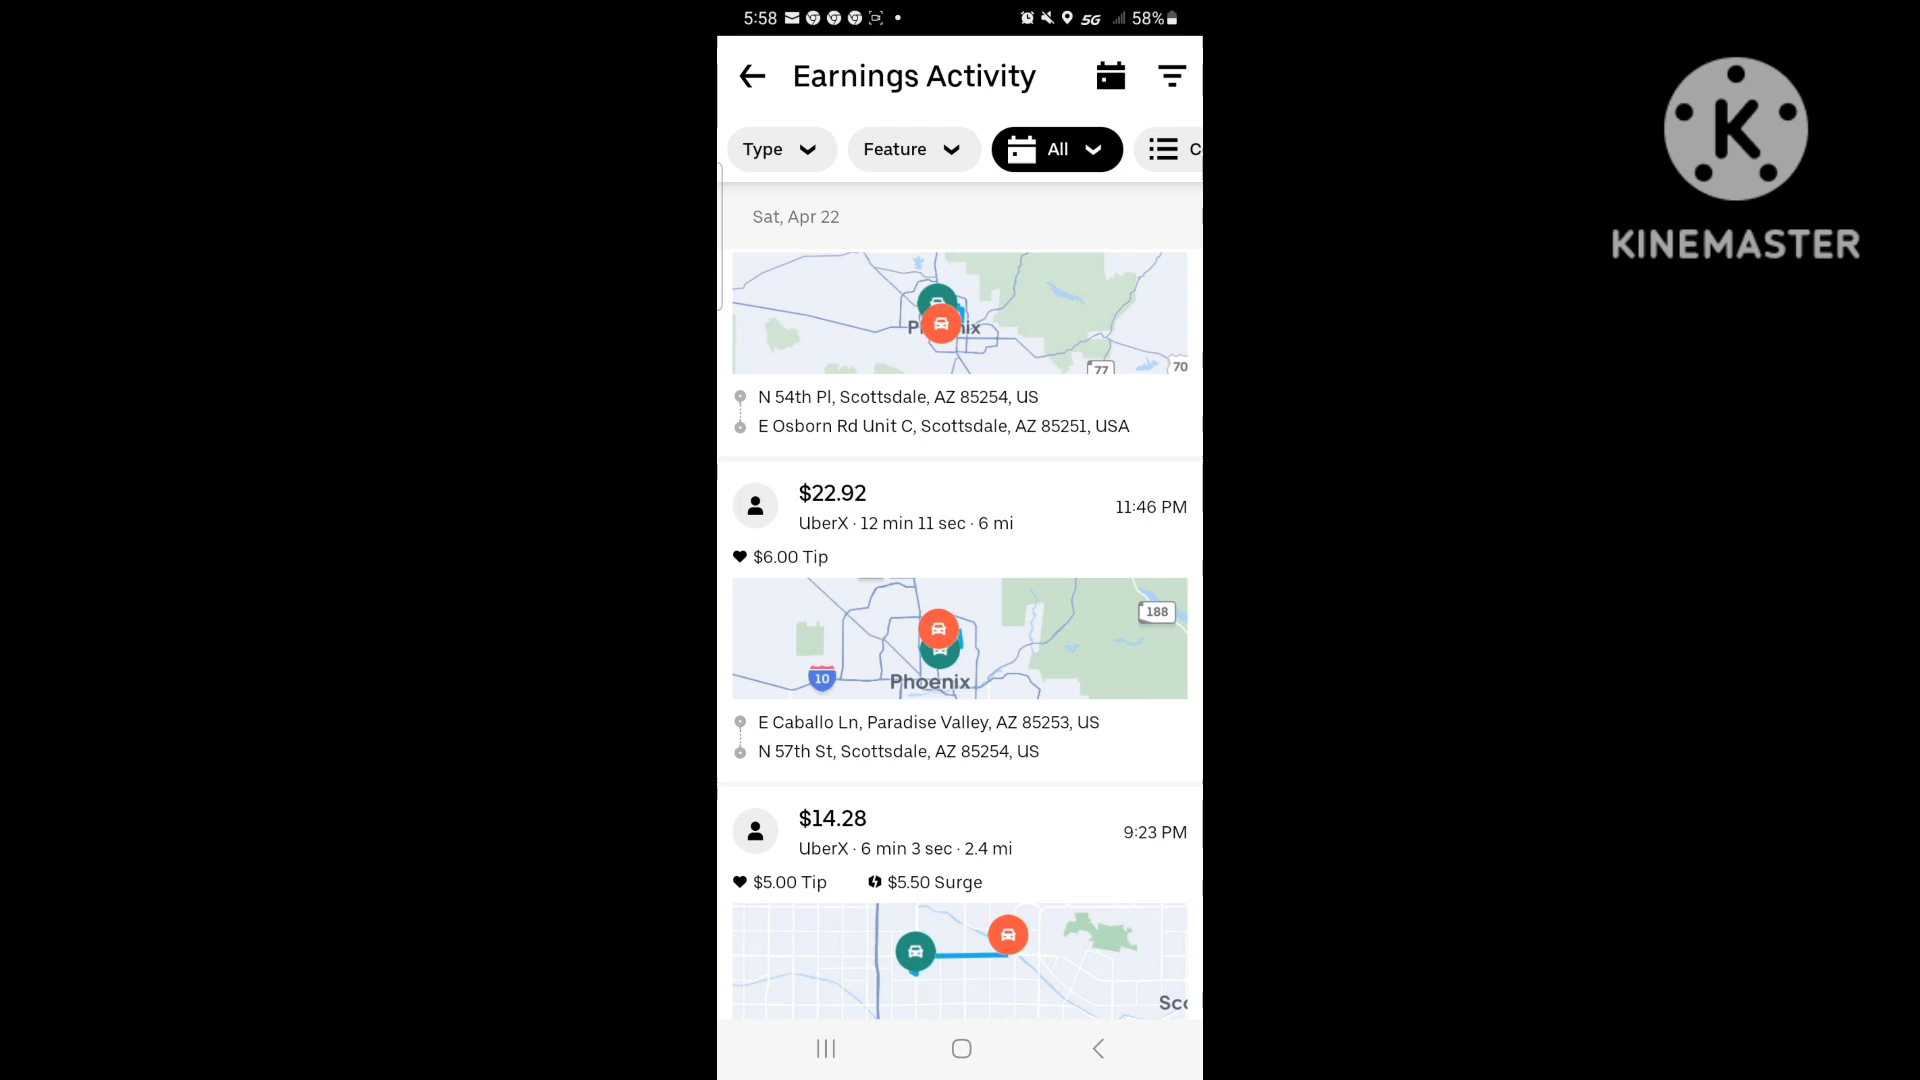 5:58
5G 58%
Earnings Activity
Type Feature All C
Sat, Apr 22
Phoenix
77 70
N 54th Pl, Scottsdale, AZ 85254, US
E Osborn Rd Unit C, Scottsdale, AZ 85251, USA
$22.92
UberX · 12 min 11 sec · 6 mi
11:46 PM
$6.00 Tip
188
10
Phoenix
E Caballo Ln, Paradise Valley, AZ 85253, US
N 57th St, Scottsdale, AZ 85254, US
$14.28
UberX · 6 min 3 sec · 2.4 mi
9:23 PM
$5.00 Tip $5.50 Surge
Sco
K
KINEMASTER